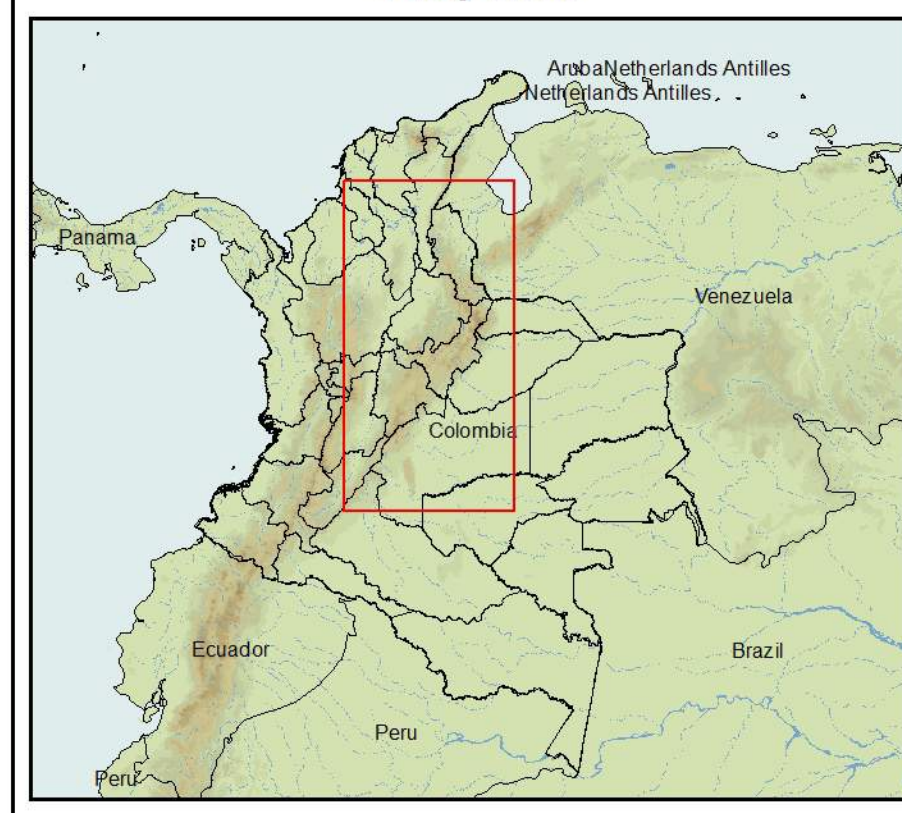 ArubaNetherlands Antilles
Netherlands Antilles
Panama
Venezuela
Colombia
Ecuador
Brazil
Peru
Peru